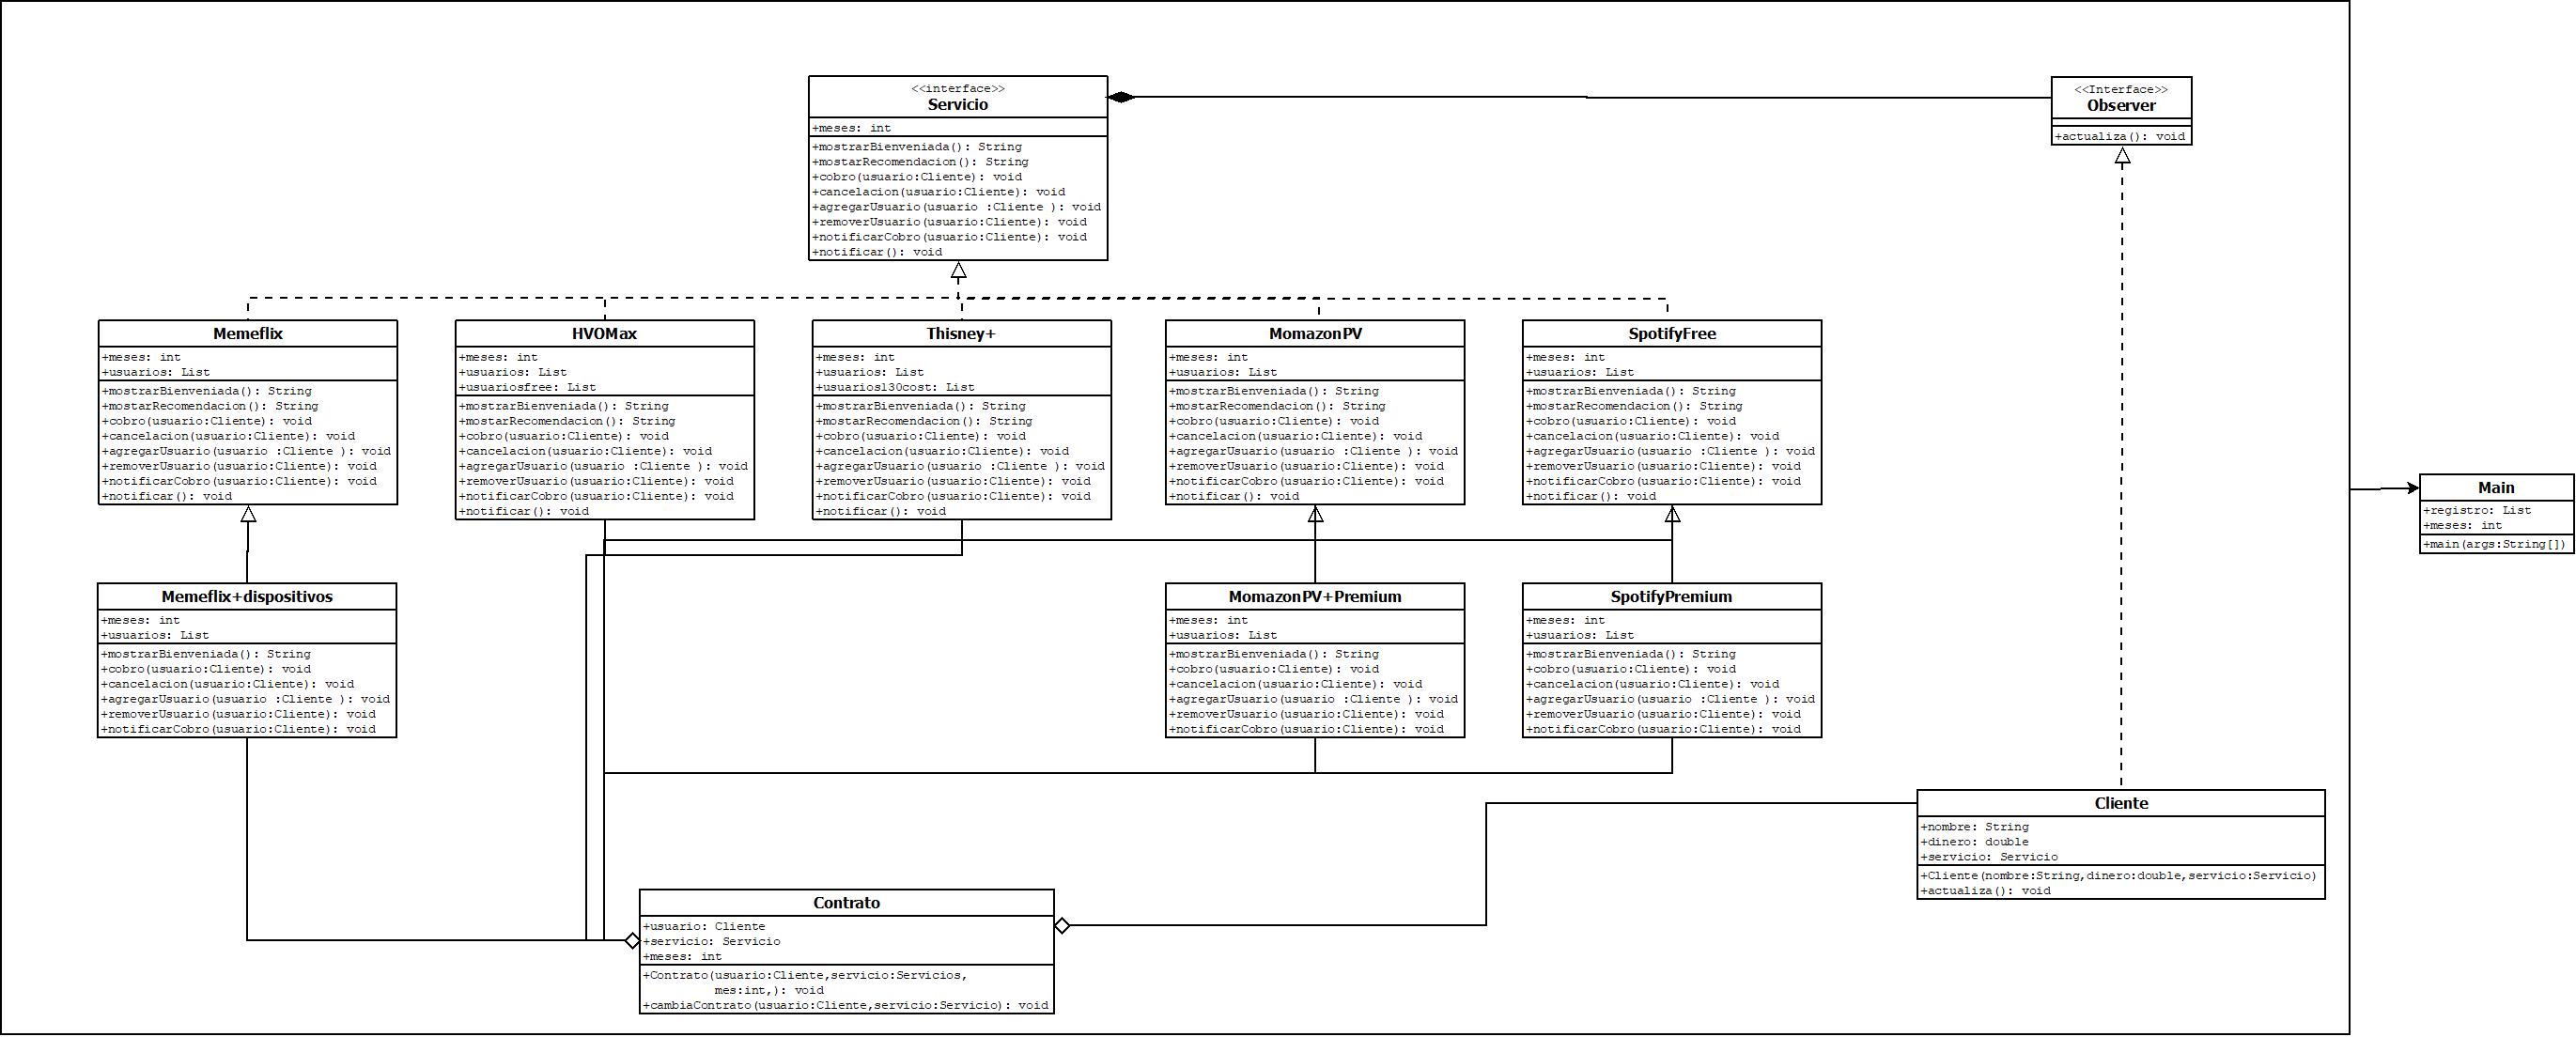 <<interface>>
Servicio
+meses: int
+mostrarBienveniada(): String
+mostarRecomendacion(): String
+cobro(usuario:Cliente): void
+cancelacion(usuario:Cliente): void
+agregarUsuario(usuario :Cliente ): void
+removerUsuario(usuario:Cliente): void
+notificarCobro(usuario:Cliente): void
+notificar(): void
<<Interface>>
Observer
+actualiza(): void
Memeflix
+meses: int
+usuarios: List
+mostrarBienveniada(): String
+mostarRecomendacion(): String
+cobro(usuario:Cliente): void
+cancelacion(usuario:Cliente): void
+agregarUsuario(usuario :Cliente ): void
+removerUsuario(usuario:Cliente): void
+notificarCobro(usuario:Cliente): void
+notificar(): void
HVOMax
+meses: int
+usuarios: List
+usuariosfree: List
+mostrarBienveniada(): String
+mostarRecomendacion(): String
+cobro(usuario:Cliente): void
+cancelacion(usuario:Cliente): void
+agregarUsuario(usuario :Cliente ): void
+removerUsuario(usuario:Cliente): void
+notificarCobro(usuario:Cliente): void
+notificar(): void
Thisney+
+meses: int
+usuarios: List
+usuarios130cost: List
+mostrarBienveniada(): String
+mostarRecomendacion(): String
+cobro(usuario:Cliente): void
+cancelacion(usuario:Cliente): void
+agregarUsuario(usuario :Cliente ): void
+removerUsuario(usuario:Cliente): void
+notificarCobro(usuario:Cliente): void
+notificar(): void
MomazonPV
+meses: int
+usuarios: List
+mostrarBienveniada(): String
+mostarRecomendacion(): String
+cobro(usuario:Cliente): void
+cancelacion(usuario:Cliente): void
+agregarUsuario(usuario :Cliente ): void
+removerUsuario(usuario:Cliente): void
+notificarCobro(usuario:Cliente): void
+notificar(): void
SpotifyFree
+meses: int
+usuarios: List
+mostrarBienveniada(): String
+mostarRecomendacion(): String
+cobro(usuario:Cliente): void
+cancelacion(usuario:Cliente): void
+agregarUsuario(usuario :Cliente ): void
+removerUsuario(usuario:Cliente): void
+notificarCobro(usuario:Cliente): void
+notificar(): void
Main
+registro: List
+meses: int
+main(args:String[])
Memeflix+dispositivos
+meses: int
+usuarios: List
+mostrarBienveniada(): String
+cobro(usuario:Cliente): void
+cancelacion(usuario:Cliente): void
+agregarUsuario(usuario :Cliente ): void
+removerUsuario(usuario:Cliente): void
+notificarCobro(usuario:Cliente): void
MomazonPV+Premium
+meses: int
+usuarios: List
+mostrarBienveniada(): String
+cobro(usuario:Cliente): void
+cancelacion(usuario:Cliente): void
+agregarUsuario(usuario :Cliente ): void
+removerUsuario(usuario:Cliente): void
+notificarCobro(usuario:Cliente): void
SpotifyPremium
+meses: int
+usuarios: List
+mostrarBienveniada(): String
+cobro(usuario:Cliente): void
+cancelacion(usuario:Cliente): void
+agregarUsuario(usuario :Cliente ): void
+removerUsuario(usuario:Cliente): void
+notificarCobro(usuario:Cliente): void
Cliente
+nombre: String
+dinero: double
+servicio: Servicio
+Cliente(nombre:String,dinero:double,servicio:Servicio)
+actualiza(): void
Contrato
+usuario: Cliente
+servicio: Servicio
+meses: int
+Contrato(usuario:Cliente,servicio:Servicios,
mes:int,): void
+cambiaContrato(usuario:Cliente,servicio:Servicio): void